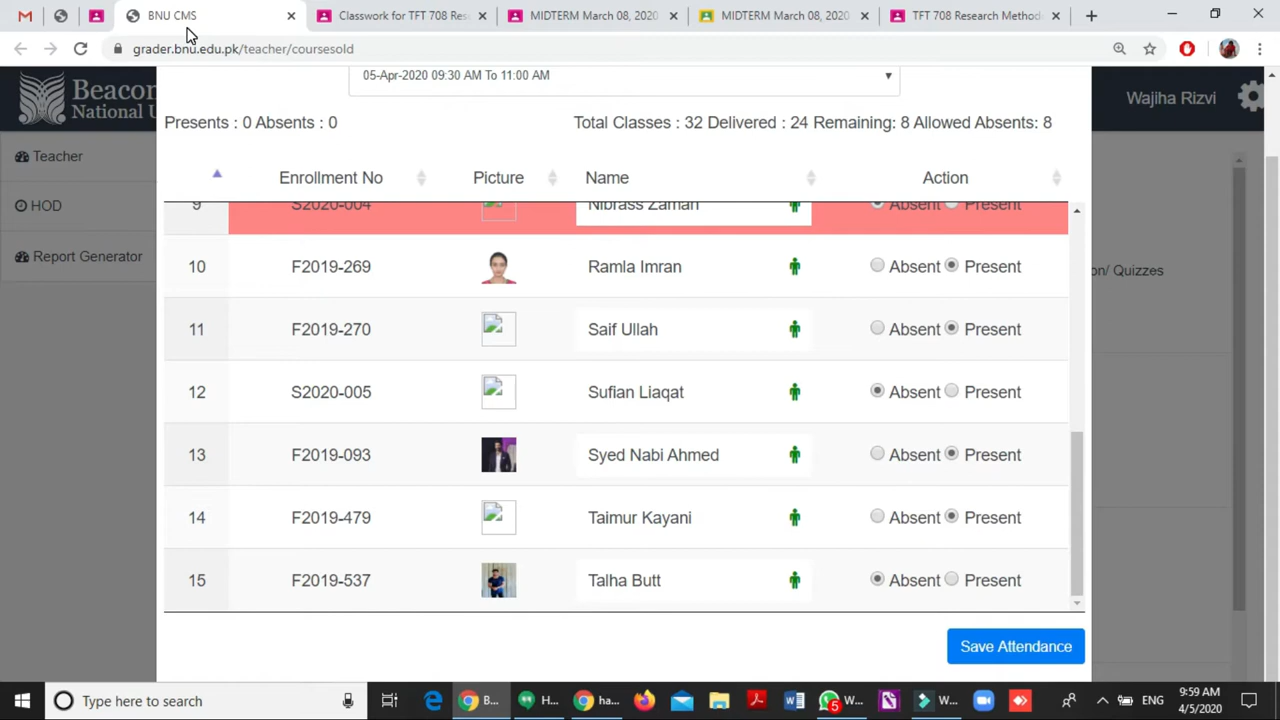 BNU CMS
Classwork for TFT 708 Res
MIDTERM March 08, 2020
MIDTERM March 08, 2020
TFT 708 Research Method
grader.bnu.edu.pk/teacher/coursesold
Beacon
National U
05-Apr-2020 09:30 AM To 11:00 AM
Wajiha Rizvi
Presents : 0 Absents : 0
Total Classes : 32 Delivered : 24 Remaining: 8 Allowed Absents: 8
Teacher
HOD
Report Generator
on/ Quizzes
Enrollment No Picture Name Action
9 S2020-004 Nibrass Zaman Absent Present
10 F2019-269 Ramla Imran Absent Present
11 F2019-270 Saif Ullah Absent Present
12 S2020-005 Sufian Liaqat Absent Present
13 F2019-093 Syed Nabi Ahmed Absent Present
14 F2019-479 Taimur Kayani Absent Present
15 F2019-537 Talha Butt Absent Present
Save Attendance
Type here to search
B...
H...
ha...
5
W...
W...
ENG
9:59 AM
4/5/2020